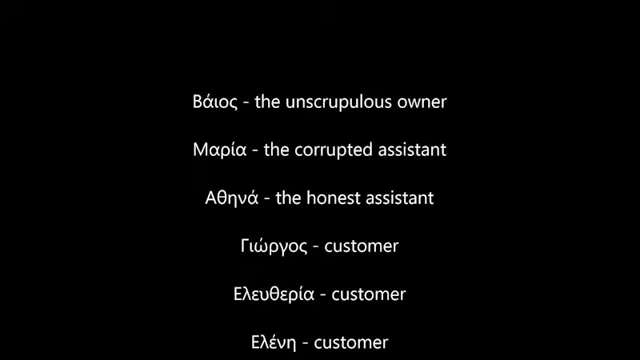 Βάιος - the unscrupulous owner
Μαρία - the corrupted assistant
Αθηνά - the honest assistant
Γιώργος - customer
Ελευθερία - customer
Ελένη - customer